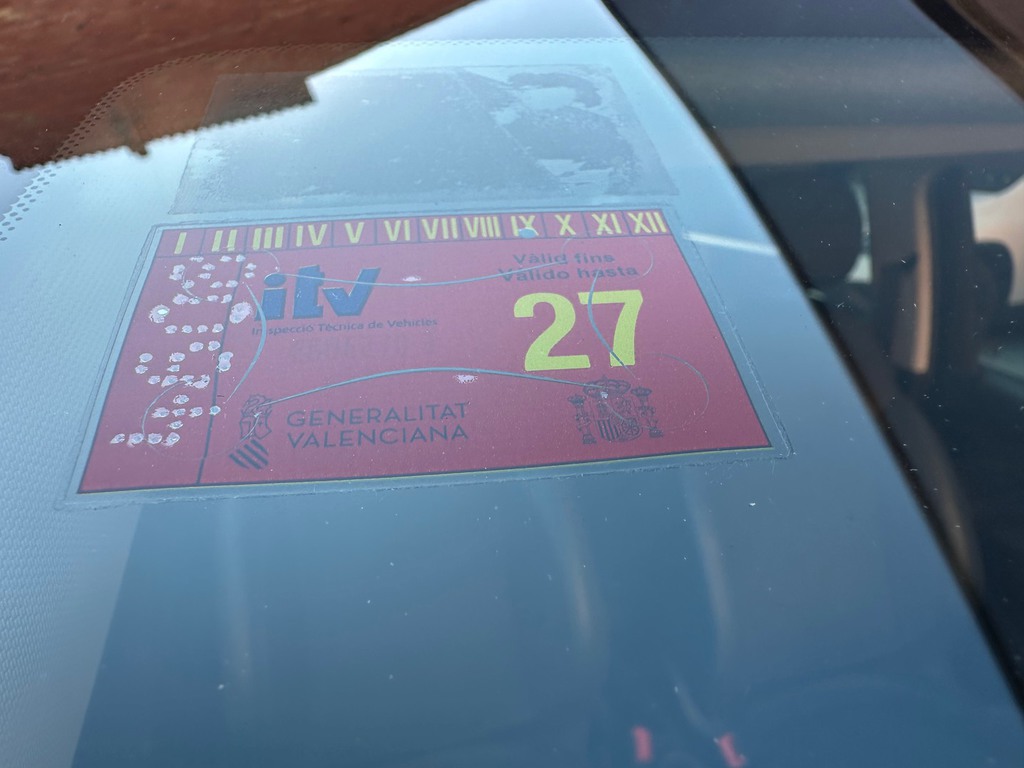 I II III IV V VI VII VIII IX X XI XII
Vàlid fins
Válido hasta
itv
27
Inspecció Tècnica de Vehicles
GENERALITAT
VALENCIANA